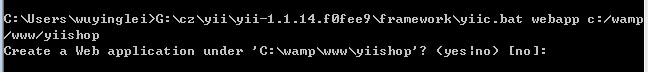 C:\Users\wuyinglei>G:\cz\yii\yii-1.1.14.f0fee9\framework\yiic.bat webapp c:/wamp
/www/yiishop
Create a Web application under 'C:\wamp\www\yiishop'? (yes|no) [no]: